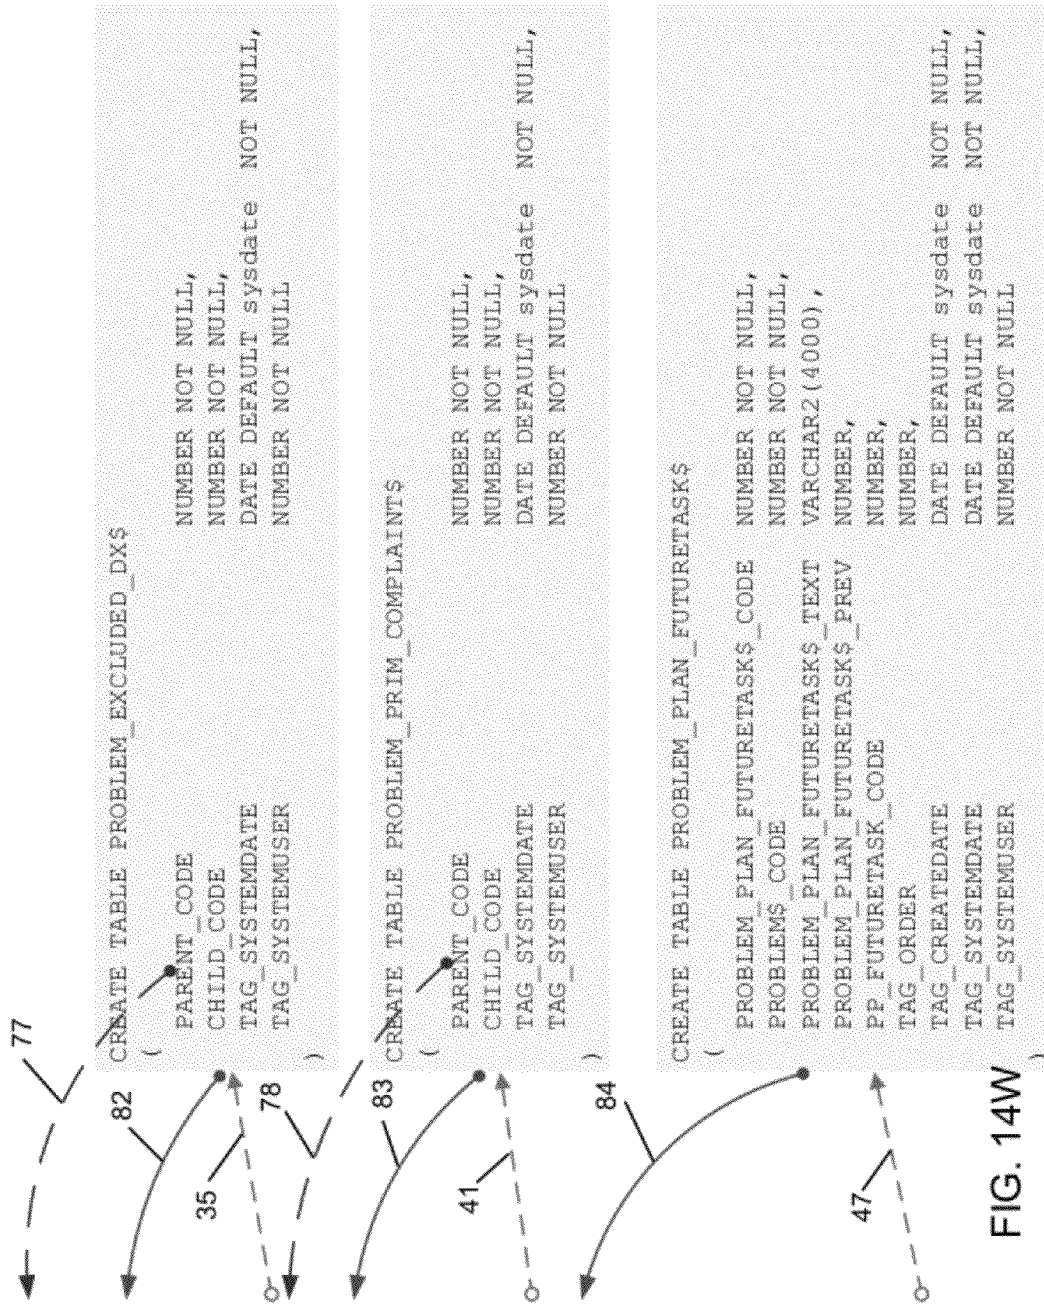 77
CREATE TABLE PROBLEM_EXCLUDED_DX$
(
PARENT_CODE NUMBER NOT NULL,
CHILD_CODE NUMBER NOT NULL,
TAG_SYSTEMDATE DATE DEFAULT sysdate NOT NULL,
TAG_SYSTEMUSER NUMBER NOT NULL
)
82
35
78
CREATE TABLE PROBLEM_PRIM_COMPLAINT$
(
PARENT_CODE NUMBER NOT NULL,
CHILD_CODE NUMBER NOT NULL,
TAG_SYSTEMDATE DATE DEFAULT sysdate NOT NULL,
TAG_SYSTEMUSER NUMBER NOT NULL
)
83
41
CREATE TABLE PROBLEM_PLAN_FUTURETASK$
(
PROBLEM_PLAN_FUTURETASK$_CODE NUMBER NOT NULL,
PROBLEM$_CODE NUMBER NOT NULL,
PROBLEM_PLAN_FUTURETASK$_TEXT VARCHAR2(4000),
PROBLEM_PLAN_FUTURETASK$_PREV NUMBER,
PP_FUTURETASK_CODE NUMBER,
TAG_ORDER NUMBER,
TAG_CREATEDATE DATE DEFAULT sysdate NOT NULL,
TAG_SYSTEMDATE DATE DEFAULT sysdate NOT NULL,
TAG_SYSTEMUSER NUMBER NOT NULL
)
84
47
FIG. 14W